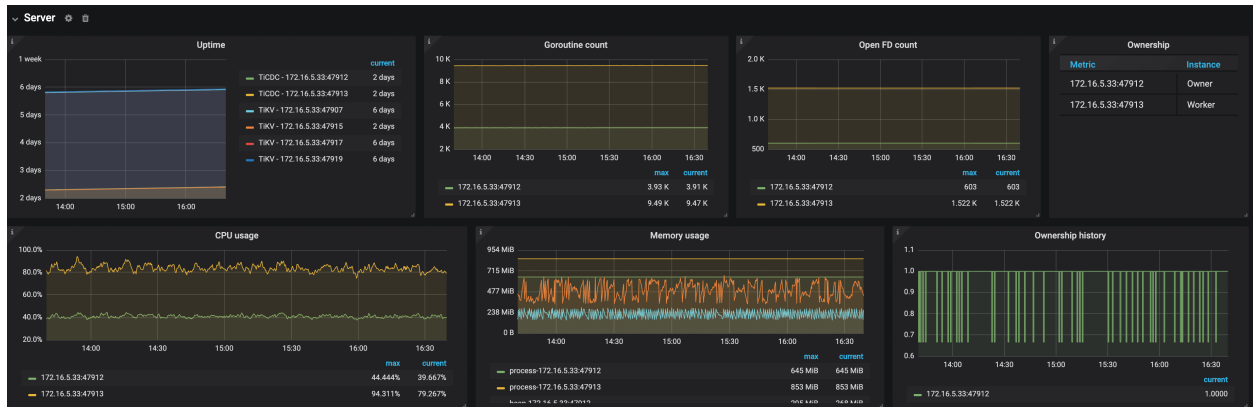 Server
Uptime
1 week
6 days
5 days
4 days
3 days
2 days
14:00 15:00 16:00
current
TiCDC - 172.16.5.33:47912 2 days
TiCDC - 172.16.5.33:47913 2 days
TiKV - 172.16.5.33:47907 6 days
TiKV - 172.16.5.33:47915 2 days
TiKV - 172.16.5.33:47917 6 days
TiKV - 172.16.5.33:47919 6 days
Goroutine count
10 K
8 K
6 K
4 K
2 K
14:00 14:30 15:00 15:30 16:00 16:30
max current
172.16.5.33:47912 3.93 K 3.91 K
172.16.5.33:47913 9.49 K 9.47 K
Open FD count
2.0 K
1.5 K
1.0 K
500
14:00 14:30 15:00 15:30 16:00 16:30
max current
172.16.5.33:47912 603 603
172.16.5.33:47913 1.522 K 1.522 K
Ownership
Metric Instance
172.16.5.33:47912 Owner
172.16.5.33:47913 Worker
CPU usage
100.0%
80.0%
60.0%
40.0%
20.0%
14:00 14:30 15:00 15:30 16:00 16:30
max current
172.16.5.33:47912 44.444% 39.667%
172.16.5.33:47913 94.311% 79.267%
Memory usage
954 MiB
715 MiB
477 MiB
238 MiB
0 B
14:00 14:30 15:00 15:30 16:00 16:30
max current
process-172.16.5.33:47912 645 MiB 645 MiB
process-172.16.5.33:47913 853 MiB 853 MiB
heap-172.16.5.33:47912 295 MiB 268 MiB
Ownership history
1.1
1.0
0.9
0.8
0.7
0.6
14:00 14:30 15:00 15:30 16:00 16:30
current
172.16.5.33:47912 1.0000